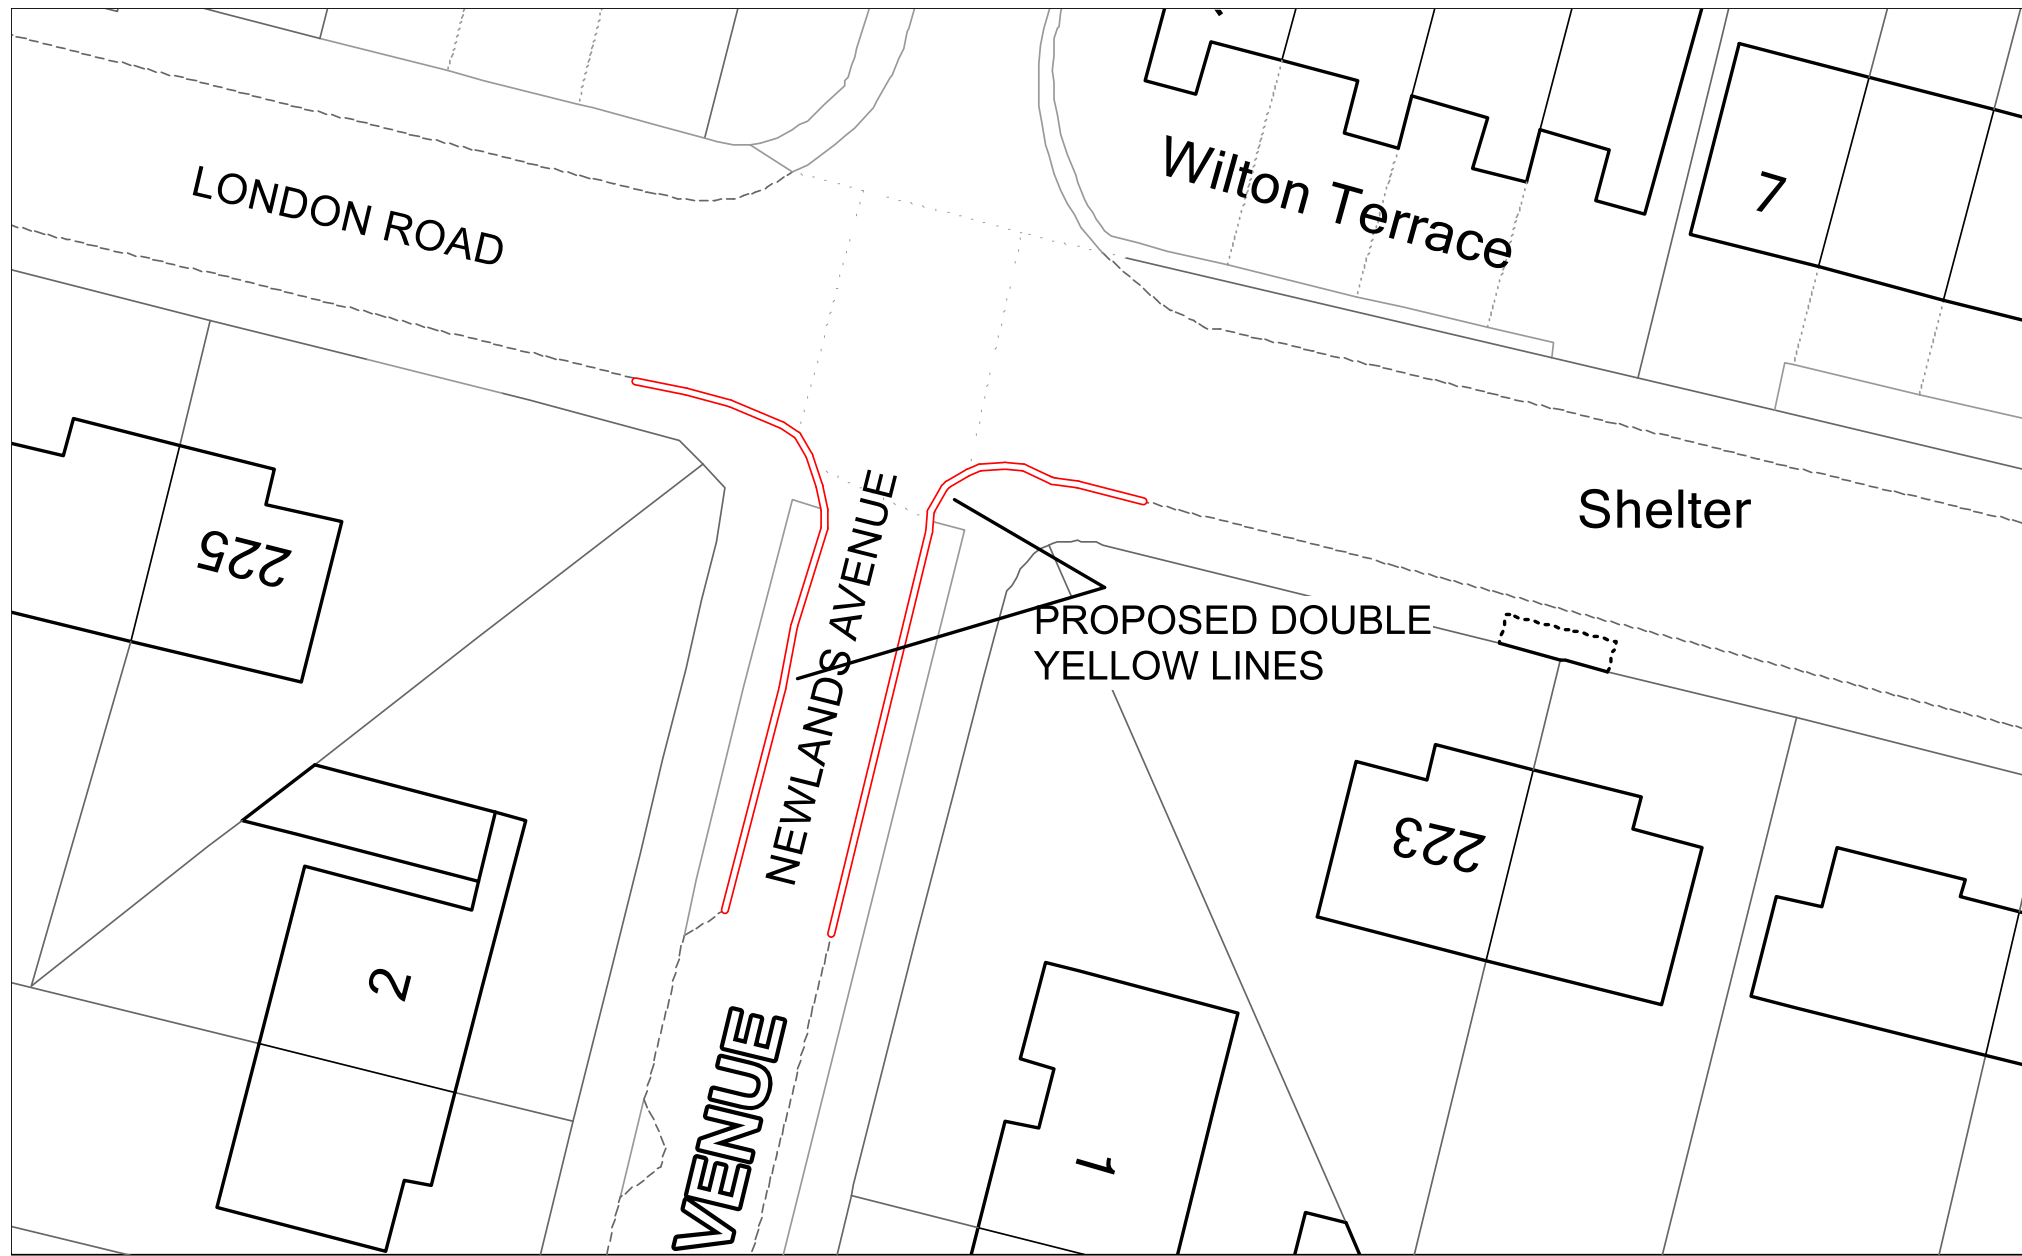 LONDON ROAD
Wilton Terrace
7
Shelter
225
NEWLANDS AVENUE
PROPOSED DOUBLE
YELLOW LINES
223
2
VENUE
1